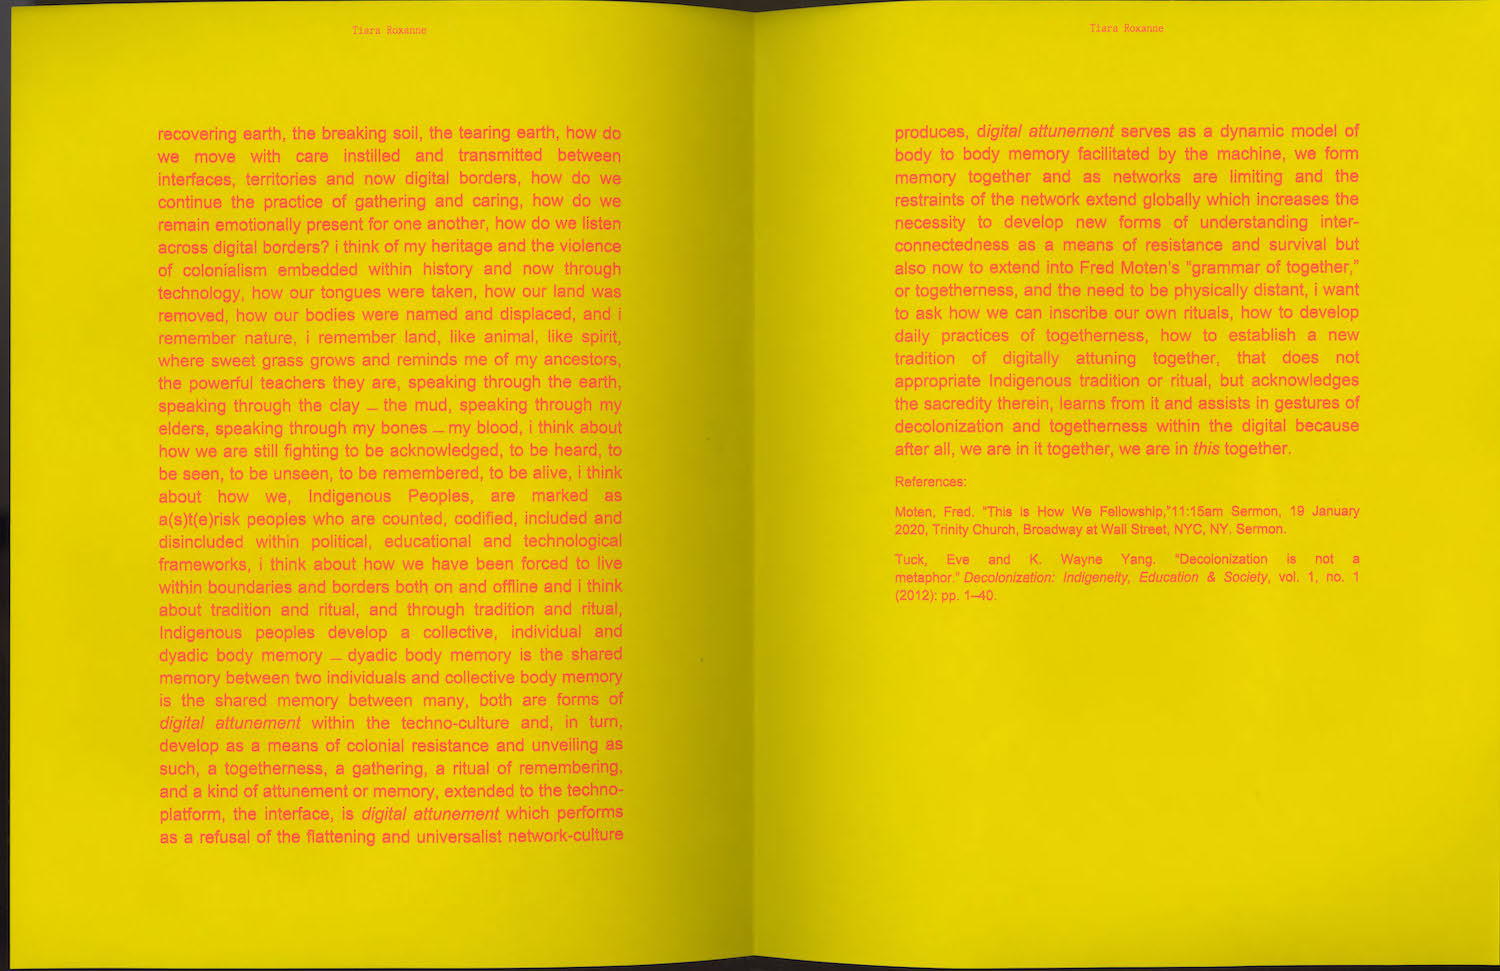 Tiara Roxanne
recovering earth, the breaking soil, the tearing earth, how do
we move with care instilled and transmitted between
interfaces, territories and now digital borders, how do we
continue the practice of gathering and caring, how do we
remain emotionally present for one another, how do we listen
across digital borders? i think of my heritage and the violence
of colonialism embedded within history and now through
technology, how our tongues were taken, how our land was
removed, how our bodies were named and displaced, and i
remember nature, i remember land, like animal, like spirit,
where sweet grass grows and reminds me of my ancestors,
the powerful teachers they are, speaking through the earth,
speaking through the clay — the mud, speaking through my
elders, speaking through my bones — my blood, i think about
how we are still fighting to be acknowledged, to be heard, to
be seen, to be unseen, to be remembered, to be alive, i think
about how we, Indigenous Peoples, are marked as
a(s)t(e)risk peoples who are counted, codified, included and
disincluded within political, educational and technological
frameworks, i think about how we have been forced to live
within boundaries and borders both on and offline and i think
about tradition and ritual, and through tradition and ritual,
Indigenous peoples develop a collective, individual and
dyadic body memory — dyadic body memory is the shared
memory between two individuals and collective body memory
is the shared memory between many, both are forms of
digital attunement within the techno-culture and, in turn,
develop as a means of colonial resistance and unveiling as
such, a togetherness, a gathering, a ritual of remembering,
and a kind of attunement or memory, extended to the techno-
platform, the interface, is digital attunement which performs
as a refusal of the flattening and universalist network-culture
Tiara Roxanne
produces, digital attunement serves as a dynamic model of
body to body memory facilitated by the machine, we form
memory together and as networks are limiting and the
restraints of the network extend globally which increases the
necessity to develop new forms of understanding inter-
connectedness as a means of resistance and survival but
also now to extend into Fred Moten's "grammar of together,"
or togetherness, and the need to be physically distant, i want
to ask how we can inscribe our own rituals, how to develop
daily practices of togetherness, how to establish a new
tradition of digitally attuning together, that does not
appropriate Indigenous tradition or ritual, but acknowledges
the sacredity therein, learns from it and assists in gestures of
decolonization and togetherness within the digital because
after all, we are in it together, we are in this together.
References:
Moten, Fred. "This is How We Fellowship,"11:15am Sermon, 19 January
2020, Trinity Church, Broadway at Wall Street, NYC, NY. Sermon.
Tuck, Eve and K. Wayne Yang. "Decolonization is not a
metaphor." Decolonization: Indigeneity, Education & Society, vol. 1, no. 1
(2012): pp. 1–40.